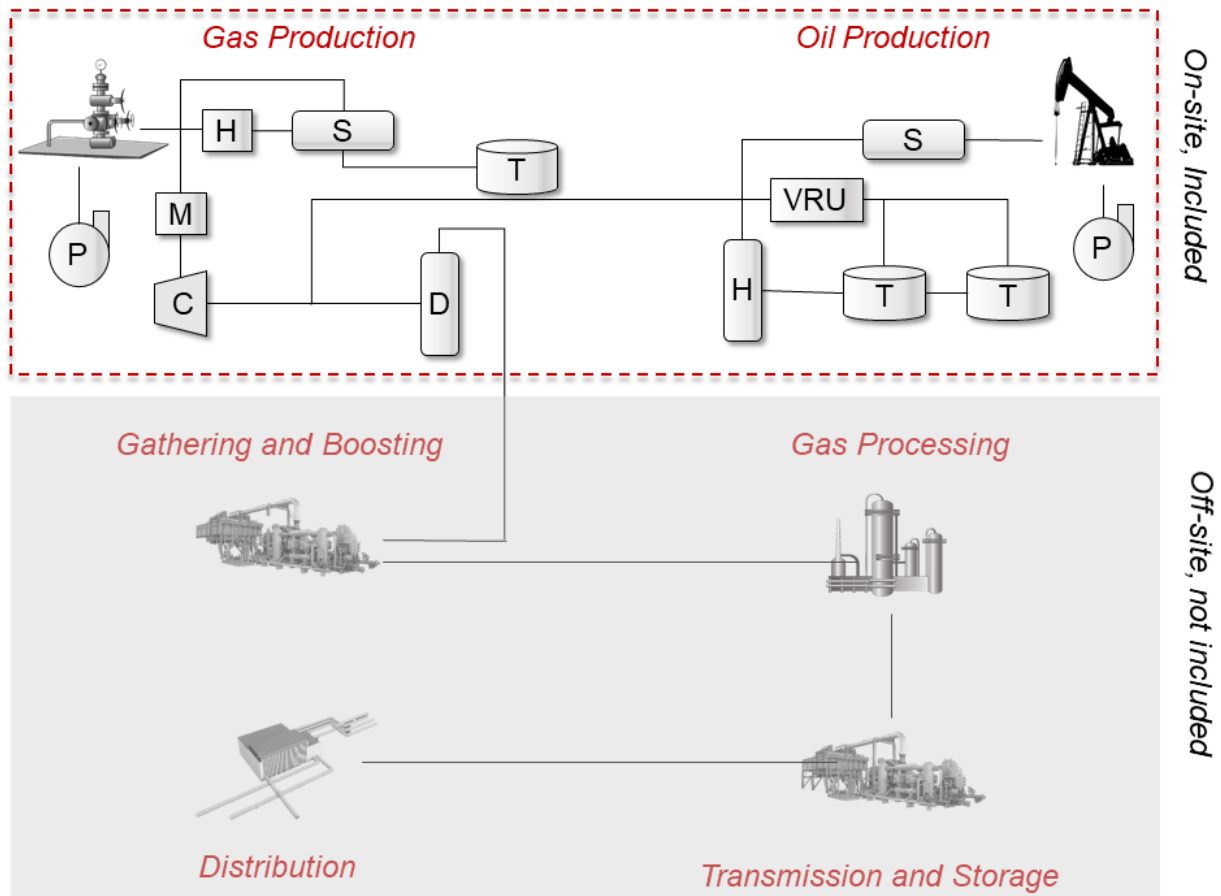 Gas Production
Oil Production
On-site, Included
H
S
S
T
M
VRU
P
P
C
D
H
T
T
Gathering and Boosting
Gas Processing
Off-site, not included
Distribution
Transmission and Storage